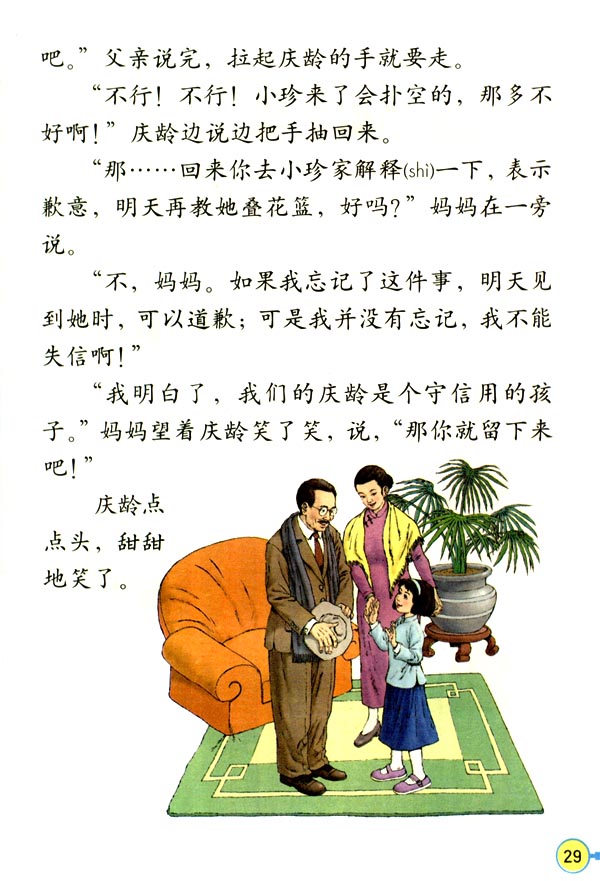 吧。”父亲说完，拉起庆龄的手就要走。
“不行！不行！小珍来了会扑空的，那多不
好啊！”庆龄边说边把手抽回来。
“那……回来你去小珍家解释(shì)一下，表示
歉意，明天再教她叠花篮，好吗？”妈妈在一旁
说。
“不，妈妈。如果我忘记了这件事，明天见
到她时，可以道歉；可是我并没有忘记，我不能
失信啊！”
“我明白了，我们的庆龄是个守信用的孩
子。”妈妈望着庆龄笑了笑，说，“那你就留下来
吧！”
庆龄点
点头，甜甜
地笑了。
29